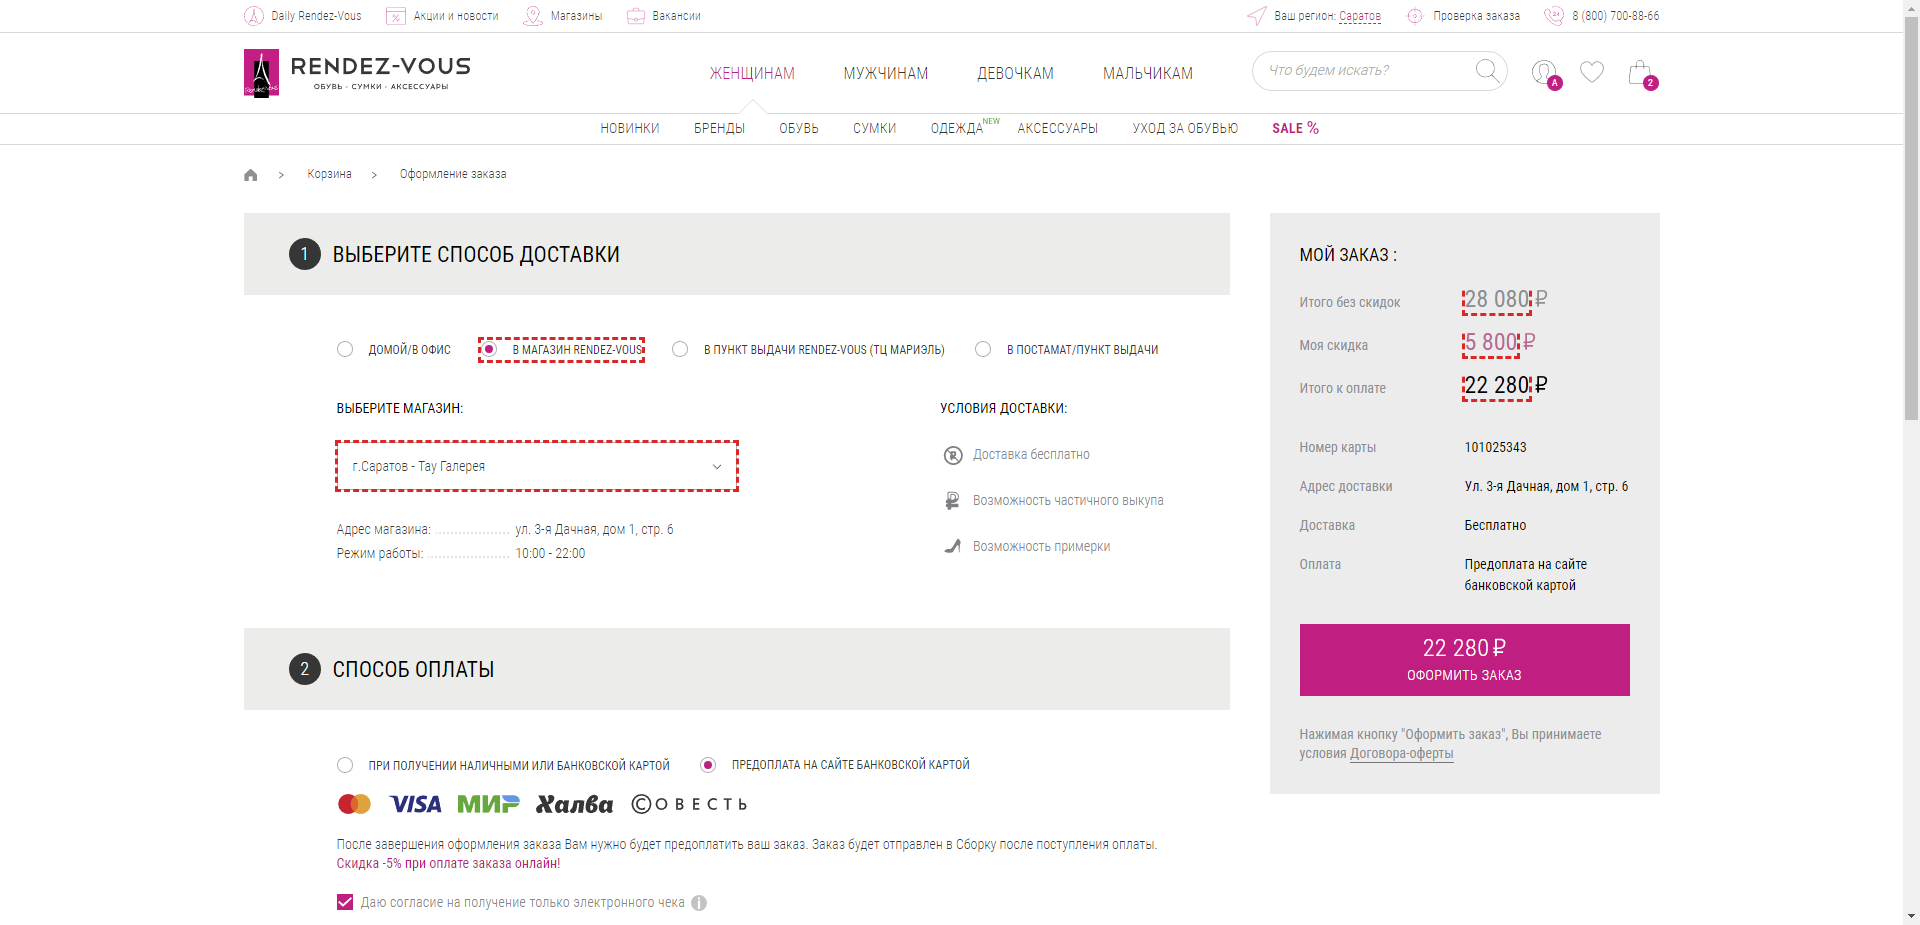 Daily Rendez-Vous Акции и новости Магазины Вакансии Ваш регион: Саратов Проверка заказа 8 (800) 700-88-66
RENDEZ-VOUS
ОБУВЬ · СУМКИ · АКСЕССУАРЫ
ЖЕНЩИНАМ МУЖЧИНАМ ДЕВОЧКАМ МАЛЬЧИКАМ
Что будем искать?
A
2
НОВИНКИ БРЕНДЫ ОБУВЬ СУМКИ ОДЕЖДА NEW АКСЕССУАРЫ УХОД ЗА ОБУВЬЮ SALE %
> Корзина > Оформление заказа
1 ВЫБЕРИТЕ СПОСОБ ДОСТАВКИ
ДОМОЙ/В ОФИС В МАГАЗИН RENDEZ-VOUS В ПУНКТ ВЫДАЧИ RENDEZ-VOUS (ТЦ МАРИЭЛЬ) В ПОСТАМАТ/ПУНКТ ВЫДАЧИ
ВЫБЕРИТЕ МАГАЗИН:
г.Саратов - Тау Галерея
Адрес магазина: ул. 3-я Дачная, дом 1, стр. 6
Режим работы: 10:00 - 22:00
УСЛОВИЯ ДОСТАВКИ:
Доставка бесплатно
Возможность частичного выкупа
Возможность примерки
2 СПОСОБ ОПЛАТЫ
ПРИ ПОЛУЧЕНИИ НАЛИЧНЫМИ ИЛИ БАНКОВСКОЙ КАРТОЙ ПРЕДОПЛАТА НА САЙТЕ БАНКОВСКОЙ КАРТОЙ
VISA МИР Халва СОВЕСТЬ
После завершения оформления заказа Вам нужно будет предоплатить ваш заказ. Заказ будет отправлен в Сборку после поступления оплаты.
Скидка -5% при оплате заказа онлайн!
Даю согласие на получение только электронного чека
МОЙ ЗАКАЗ :
Итого без скидок 28 080 ₽
Моя скидка 5 800 ₽
Итого к оплате 22 280 ₽
Номер карты 101025343
Адрес доставки Ул. 3-я Дачная, дом 1, стр. 6
Доставка Бесплатно
Оплата Предоплата на сайте
банковской картой
22 280 ₽
ОФОРМИТЬ ЗАКАЗ
Нажимая кнопку "Оформить заказ", Вы принимаете
условия Договора-оферты